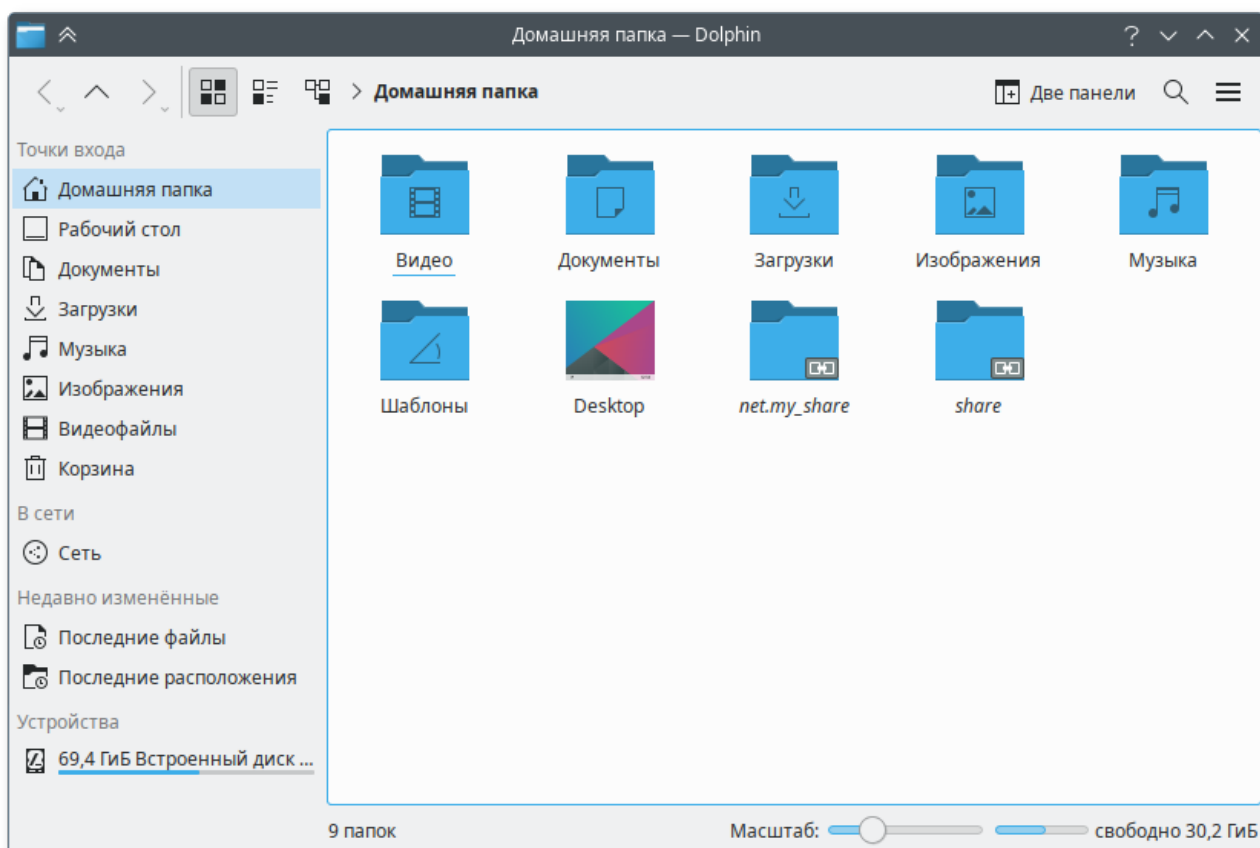 Домашняя папка — Dolphin
Домашняя папка
Две панели
Точки входа
Домашняя папка
Рабочий стол
Документы
Загрузки
Музыка
Изображения
Видеофайлы
Корзина
В сети
Сеть
Недавно изменённые
Последние файлы
Последние расположения
Устройства
69,4 ГиБ Встроенный диск ...
Видео
Документы
Загрузки
Изображения
Музыка
Шаблоны
Desktop
net.my_share
share
9 папок
Масштаб:
свободно 30,2 ГиБ